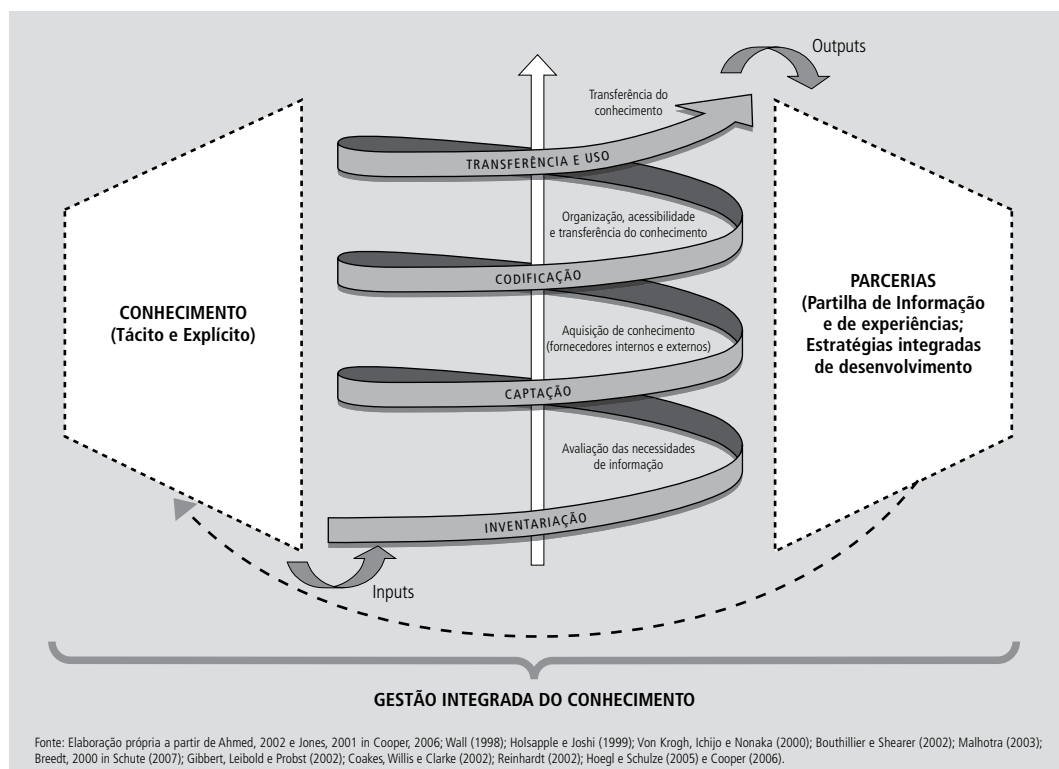 Outputs
Transferência do
conhecimento
TRANSFERÊNCIA E USO
Organização, acessibilidade
e transferência do conhecimento
CODIFICAÇÃO
CONHECIMENTO
(Tácito e Explícito)
PARCERIAS
(Partilha de Informação
e de experiências;
Estratégias integradas
de desenvolvimento
Aquisição de conhecimento
(fornecedores internos e externos)
CAPTAÇÃO
Avaliação das necessidades
de informação
INVENTARIAÇÃO
Inputs
GESTÃO INTEGRADA DO CONHECIMENTO
Fonte: Elaboração própria a partir de Ahmed, 2002 e Jones, 2001 in Cooper, 2006; Wall (1998); Holsapple e Joshi (1999); Von Krogh, Ichijo e Nonaka (2000); Bouthillier e Shearer (2002); Malhotra (2003);
Breedt, 2000 in Schute (2007); Gibbert, Leibold e Probst (2002); Coakes, Willis e Clarke (2002); Reinhardt (2002); Hoegl e Schulze (2005) e Cooper (2006).